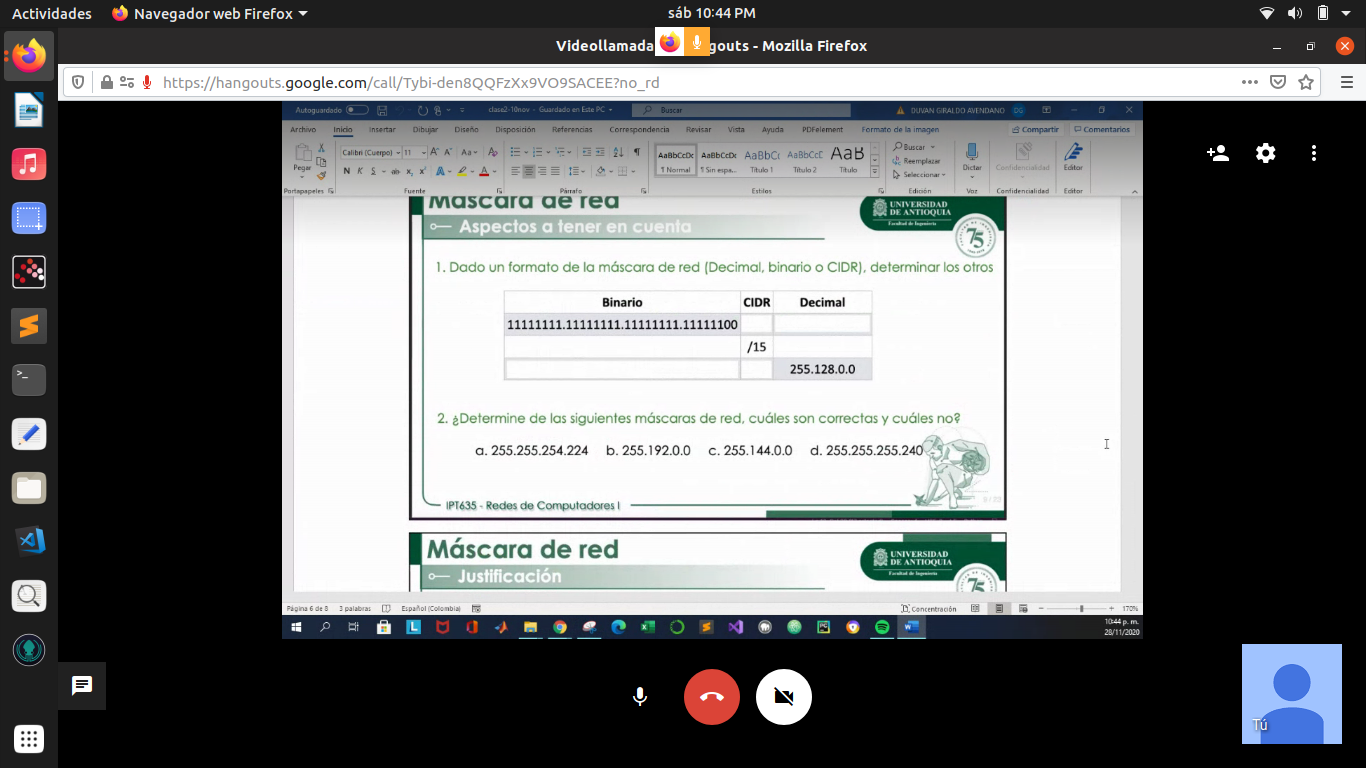 Actividades
Navegador web Firefox
sáb 10:44 PM
Videollamada
gouts - Mozilla Firefox
https://hangouts.google.com/call/Tybi-den8QQFzXx9VO9SACEE?no_rd
Autoguardado
clase2-10nov - Guardado en Este PC
Buscar
DUVAN GIRALDO AVENDANO
DG
Archivo Inicio Insertar Dibujar Diseño Disposición Referencias Correspondencia Revisar Vista Ayuda PDFelement Formato de la imagen
Compartir
Comentarios
Pegar
Calibri (Cuerpo) 11
N K S
AaBbCcDc AaBbCcDc AaBbCc AaBbCcC AaB
¶ Normal ¶ Sin espa... Título 1 Título 2 Título
Buscar
Reemplazar
Seleccionar
Dictar
Confidencialidad
Editor
Portapapeles Fuente Párrafo Estilos Edición Voz Confidencialidad Editor
Máscara de red
Aspectos a tener en cuenta
UNIVERSIDAD
DE ANTIOQUIA
Facultad de Ingeniería
75
1. Dado un formato de la máscara de red (Decimal, binario o CIDR), determinar los otros
Binario CIDR Decimal
11111111.11111111.11111111.11111100
/15
255.128.0.0
2. ¿Determine de las siguientes máscaras de red, cuáles son correctas y cuáles no?
a. 255.255.254.224 b. 255.192.0.0 c. 255.144.0.0 d. 255.255.255.240
IPT635 - Redes de Computadores I
Máscara de red
Justificación
UNIVERSIDAD
DE ANTIOQUIA
Facultad de Ingeniería
75
Página 6 de 8 3 palabras Español (Colombia)
Concentración
170%
10:44 p. m.
28/11/2020
Tú